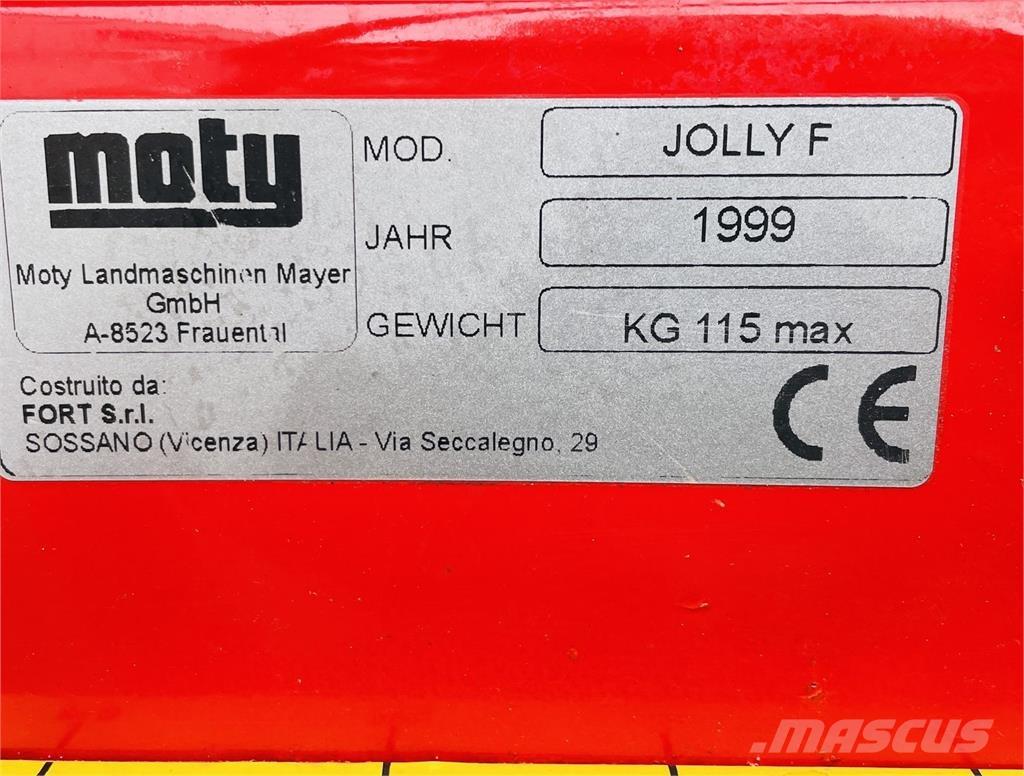 moty
Moty Landmaschinen Mayer
GmbH
A-8523 Frauental
MOD. JOLLY F
JAHR 1999
GEWICHT KG 115 max
Costruito da:
FORT S.r.l.
SOSSANO (Vicenza) ITALIA - Via Seccalegno, 29
CE
MASCUS